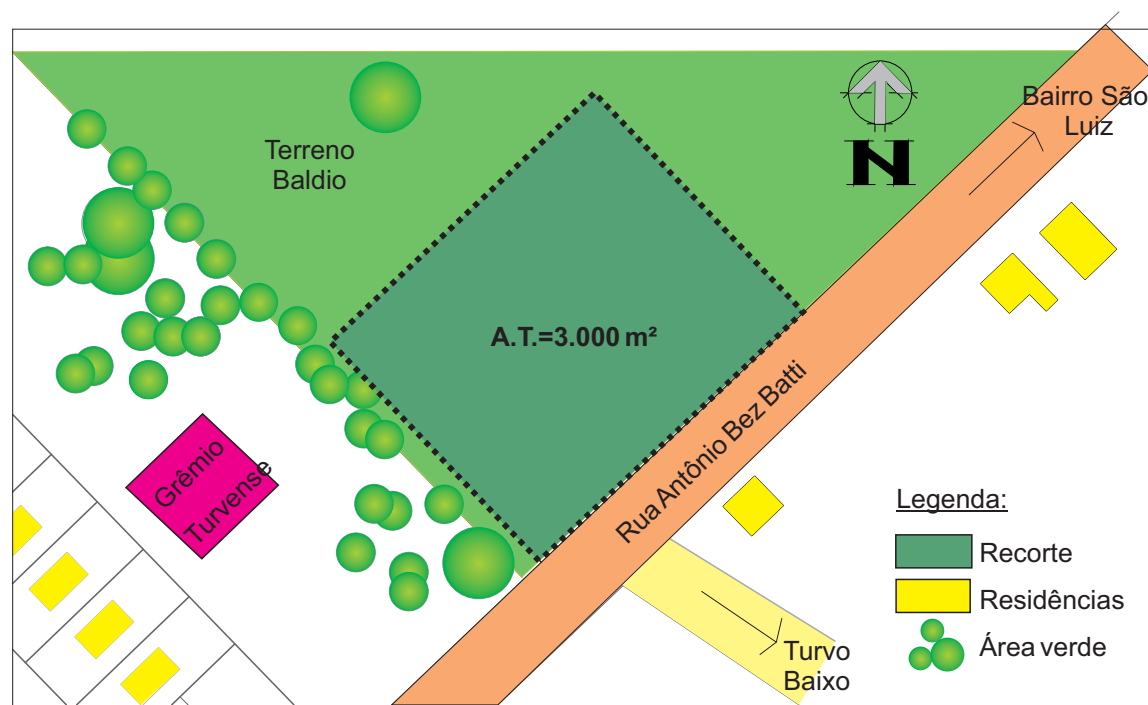 Terreno
Baldio
N
Bairro São
Luiz
A.T.=3.000 m²
Rua Antônio Bez Batti
Grêmio
Turvense
Turvo
Baixo
Legenda:
Recorte
Residências
Área verde